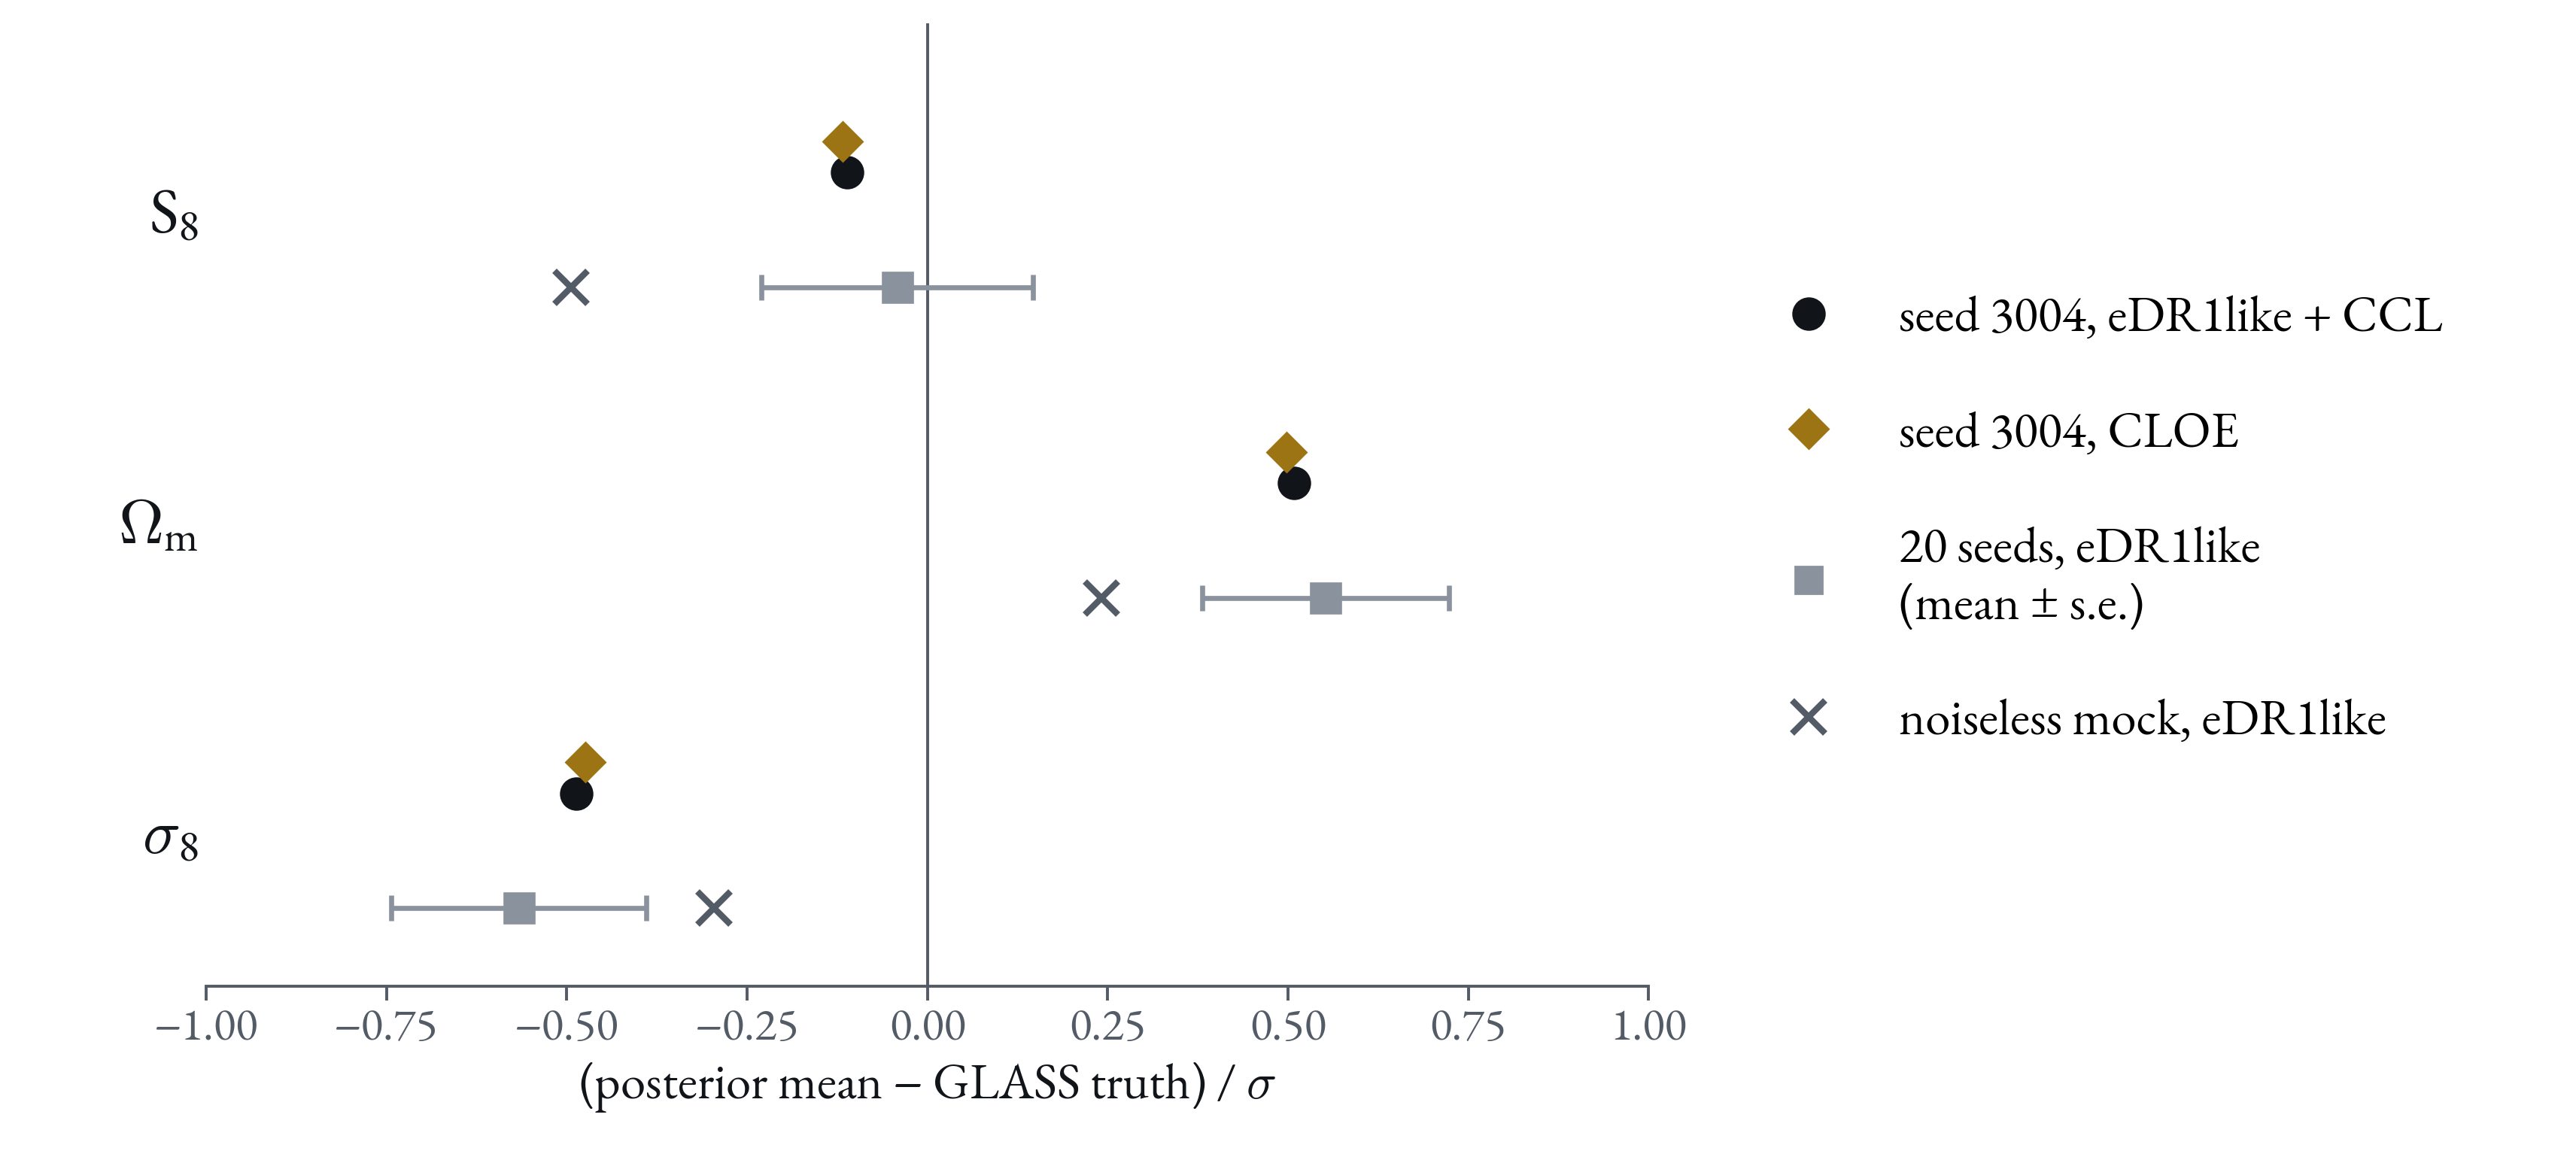 S₈
Ωₘ
σ₈
−1.00 −0.75 −0.50 −0.25 0.00 0.25 0.50 0.75 1.00
(posterior mean − GLASS truth) / σ
seed 3004, eDR1like + CCL
seed 3004, CLOE
20 seeds, eDR1like
(mean ± s.e.)
noiseless mock, eDR1like